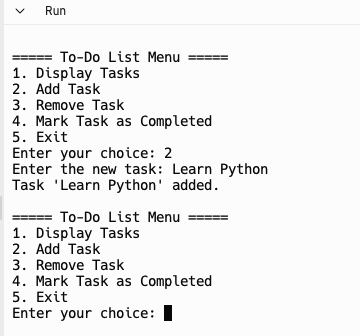 Run
===== To-Do List Menu =====
1. Display Tasks
2. Add Task
3. Remove Task
4. Mark Task as Completed
5. Exit
Enter your choice: 2
Enter the new task: Learn Python
Task 'Learn Python' added.
===== To-Do List Menu =====
1. Display Tasks
2. Add Task
3. Remove Task
4. Mark Task as Completed
5. Exit
Enter your choice: